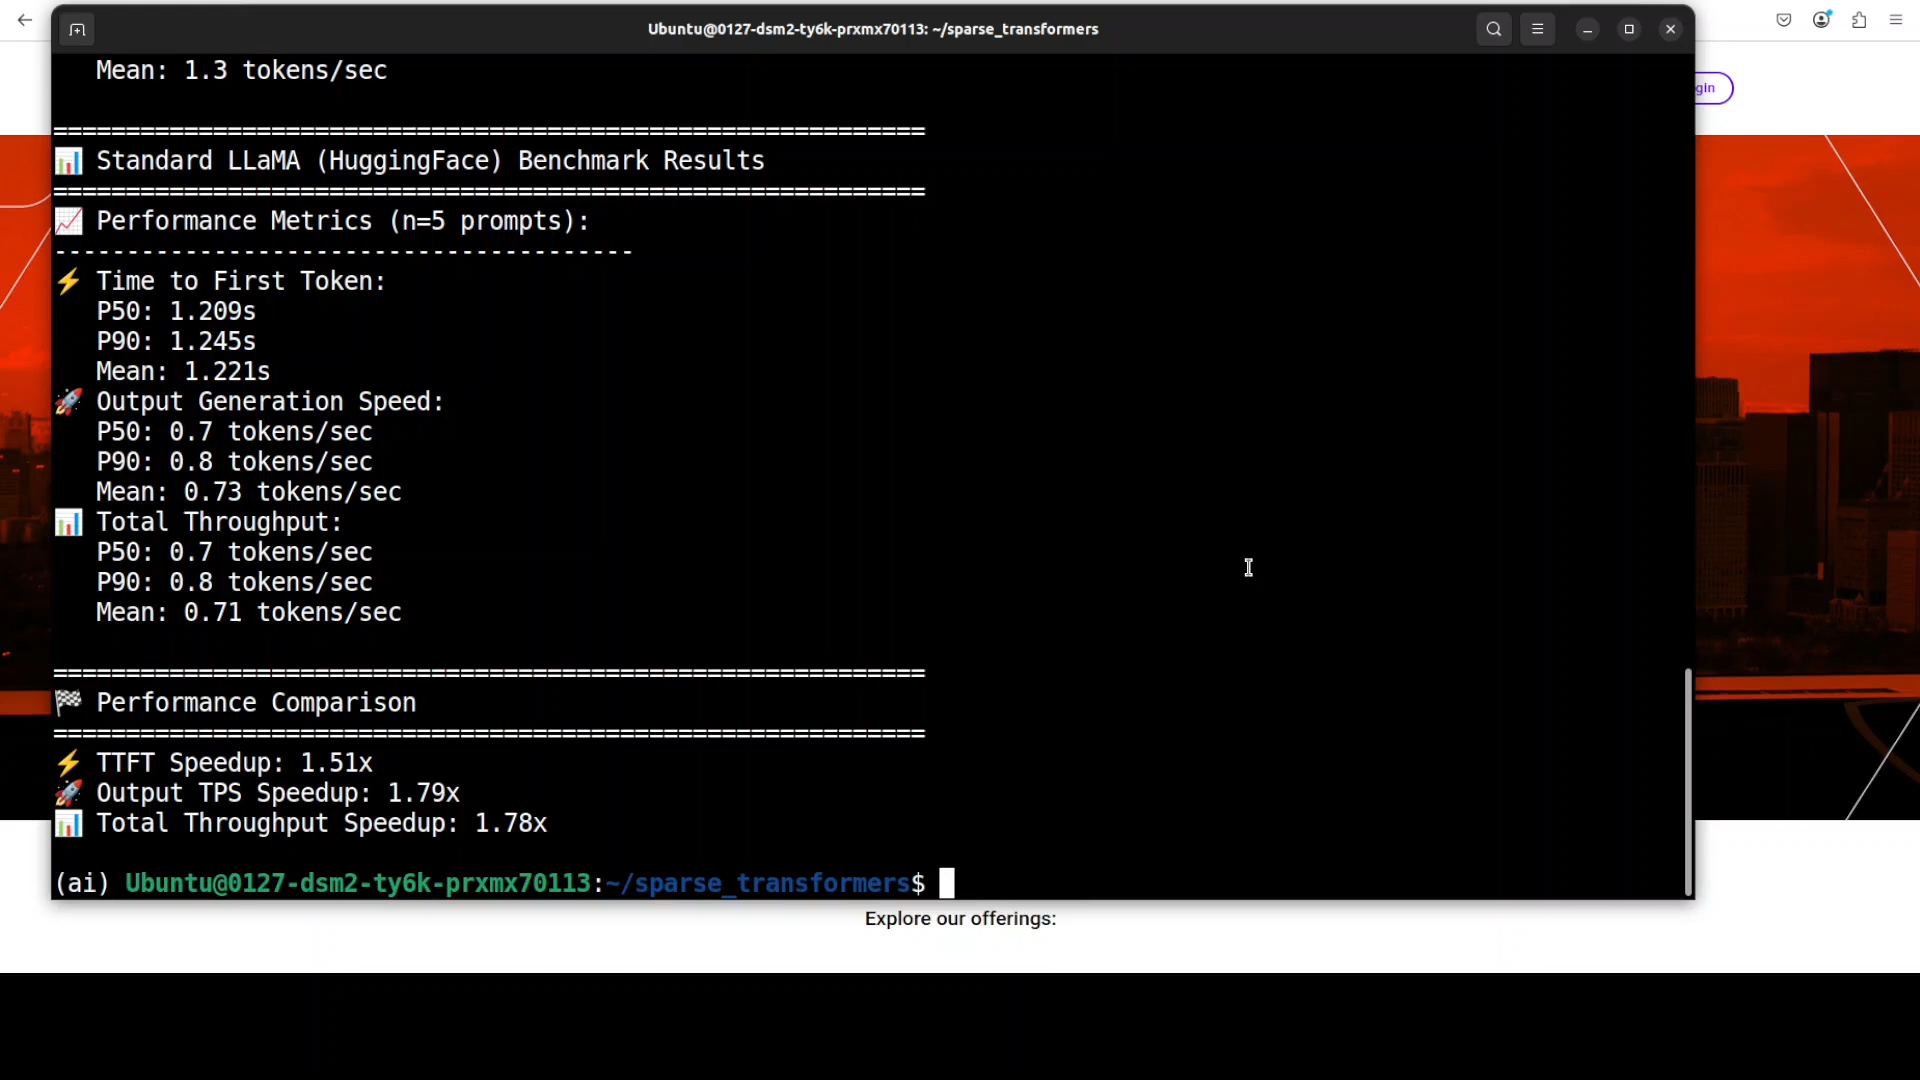 Ubuntu@0127-dsm2-ty6k-prxmx70113: ~/sparse_transformers
gin
Mean: 1.3 tokens/sec
============================================================
📊 Standard LLaMA (HuggingFace) Benchmark Results
============================================================
📈 Performance Metrics (n=5 prompts):
----------------------------------------
⚡ Time to First Token:
P50: 1.209s
P90: 1.245s
Mean: 1.221s
🚀 Output Generation Speed:
P50: 0.7 tokens/sec
P90: 0.8 tokens/sec
Mean: 0.73 tokens/sec
📊 Total Throughput:
P50: 0.7 tokens/sec
P90: 0.8 tokens/sec
Mean: 0.71 tokens/sec
============================================================
🏁 Performance Comparison
============================================================
⚡ TTFT Speedup: 1.51x
🚀 Output TPS Speedup: 1.79x
📊 Total Throughput Speedup: 1.78x
(ai) Ubuntu@0127-dsm2-ty6k-prxmx70113:~/sparse_transformers$
Explore our offerings: